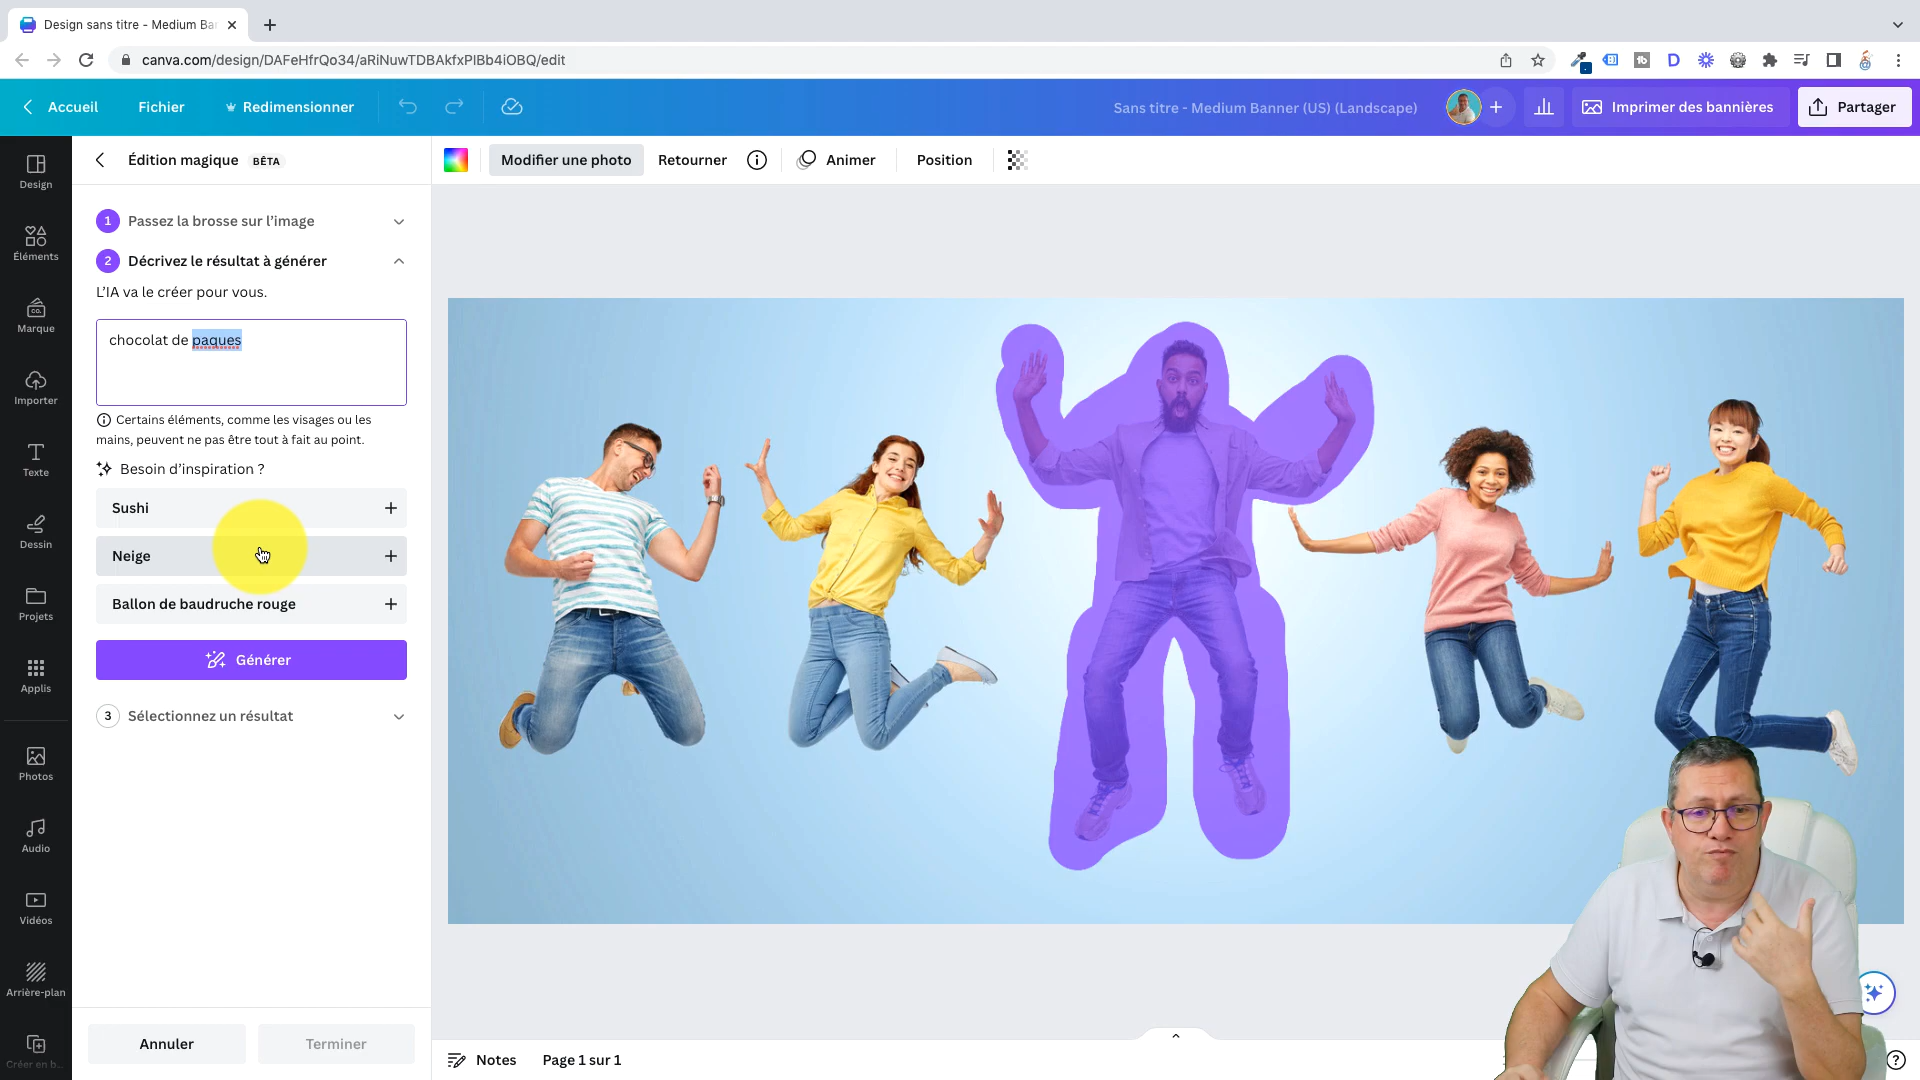 Design sans titre - Medium Ba
canva.com/design/DAFeHfrQo34/aRiNuwTDBAkfxPIBb4iOBQ/edit
Accueil
Fichier
Redimensionner
Sans titre - Medium Banner (US) (Landscape)
Imprimer des bannières
Partager
Design
Éléments
Marque
Importer
Texte
Dessin
Projets
Applis
Photos
Audio
Vidéos
Arrière-plan
Créer en b...
Édition magique BÊTA
1 Passez la brosse sur l’image
2 Décrivez le résultat à générer
L’IA va le créer pour vous.
chocolat de paques
Certains éléments, comme les visages ou les
mains, peuvent ne pas être tout à fait au point.
Besoin d’inspiration ?
Sushi
Neige
Ballon de baudruche rouge
Générer
3 Sélectionnez un résultat
Annuler
Terminer
Modifier une photo
Retourner
Animer
Position
Notes
Page 1 sur 1